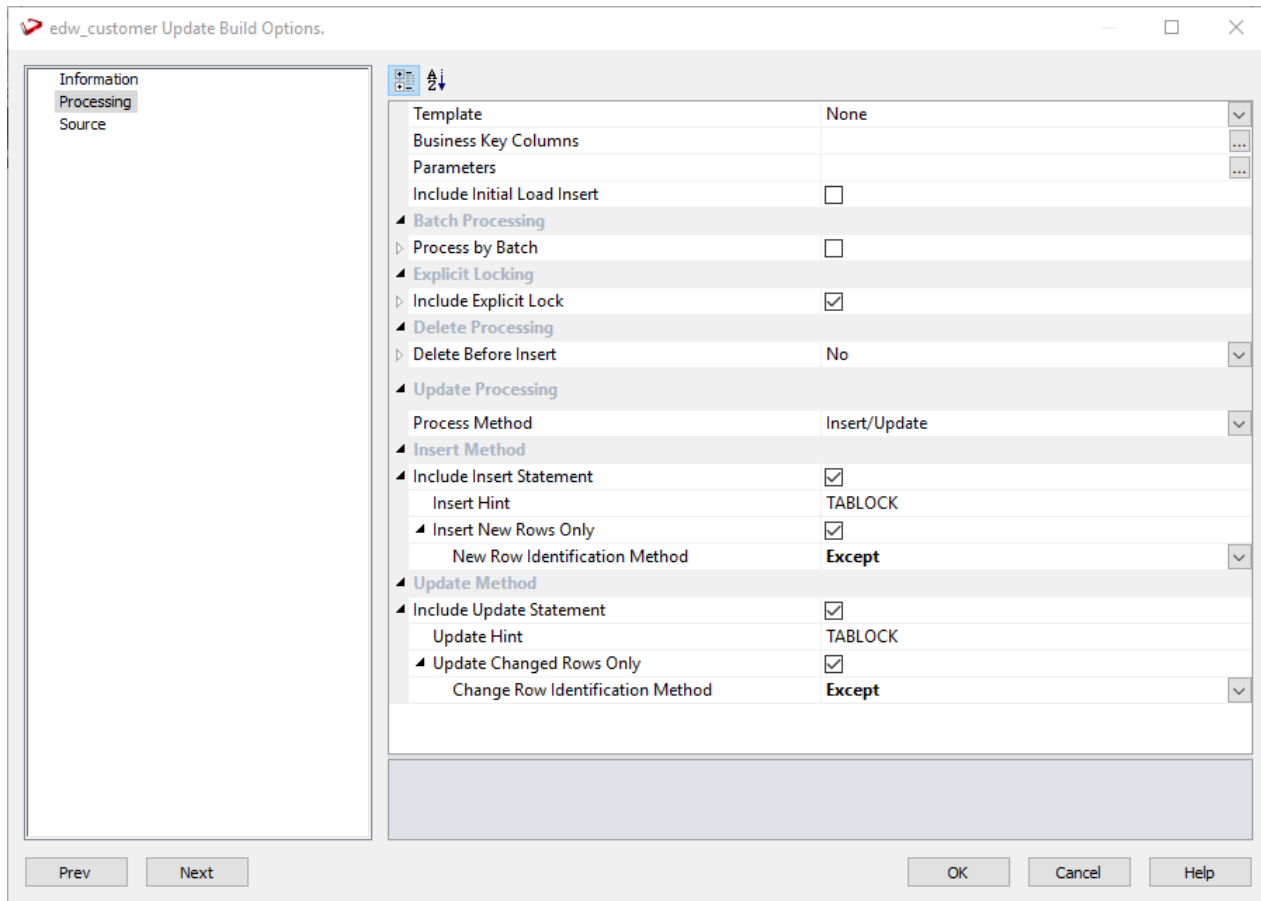 edw_customer Update Build Options.
Information
Processing
Source
Template None
Business Key Columns ...
Parameters ...
Include Initial Load Insert
Batch Processing
Process by Batch
Explicit Locking
Include Explicit Lock
Delete Processing
Delete Before Insert No
Update Processing
Process Method Insert/Update
Insert Method
Include Insert Statement
Insert Hint TABLOCK
Insert New Rows Only
New Row Identification Method Except
Update Method
Include Update Statement
Update Hint TABLOCK
Update Changed Rows Only
Change Row Identification Method Except
Prev Next OK Cancel Help